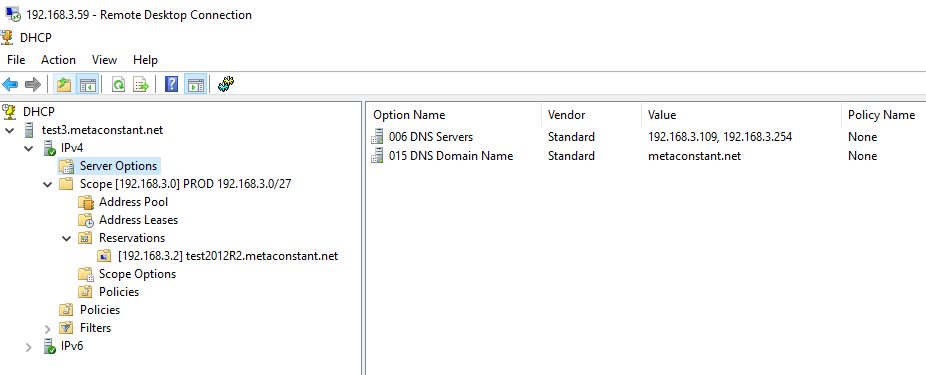 192.168.3.59 - Remote Desktop Connection
DHCP
File Action View Help
DHCP
test3.metaconstant.net
IPv4
Server Options
Scope [192.168.3.0] PROD 192.168.3.0/27
Address Pool
Address Leases
Reservations
[192.168.3.2] test2012R2.metaconstant.net
Scope Options
Policies
Policies
Filters
IPv6
Option Name Vendor Value Policy Name
006 DNS Servers Standard 192.168.3.109, 192.168.3.254 None
015 DNS Domain Name Standard metaconstant.net None